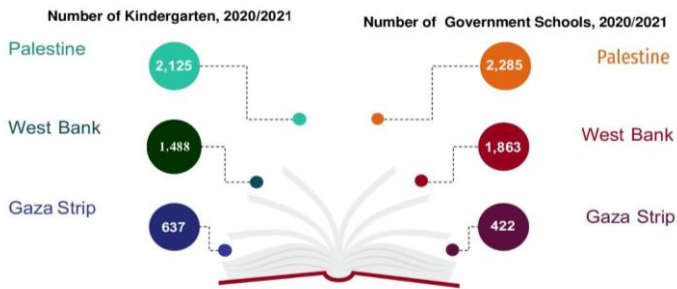 Number of Kindergarten, 2020/2021
Palestine
2,125
West Bank
1,488
Gaza Strip
637
Number of Government Schools, 2020/2021
2,285
Palestine
1,863
West Bank
422
Gaza Strip